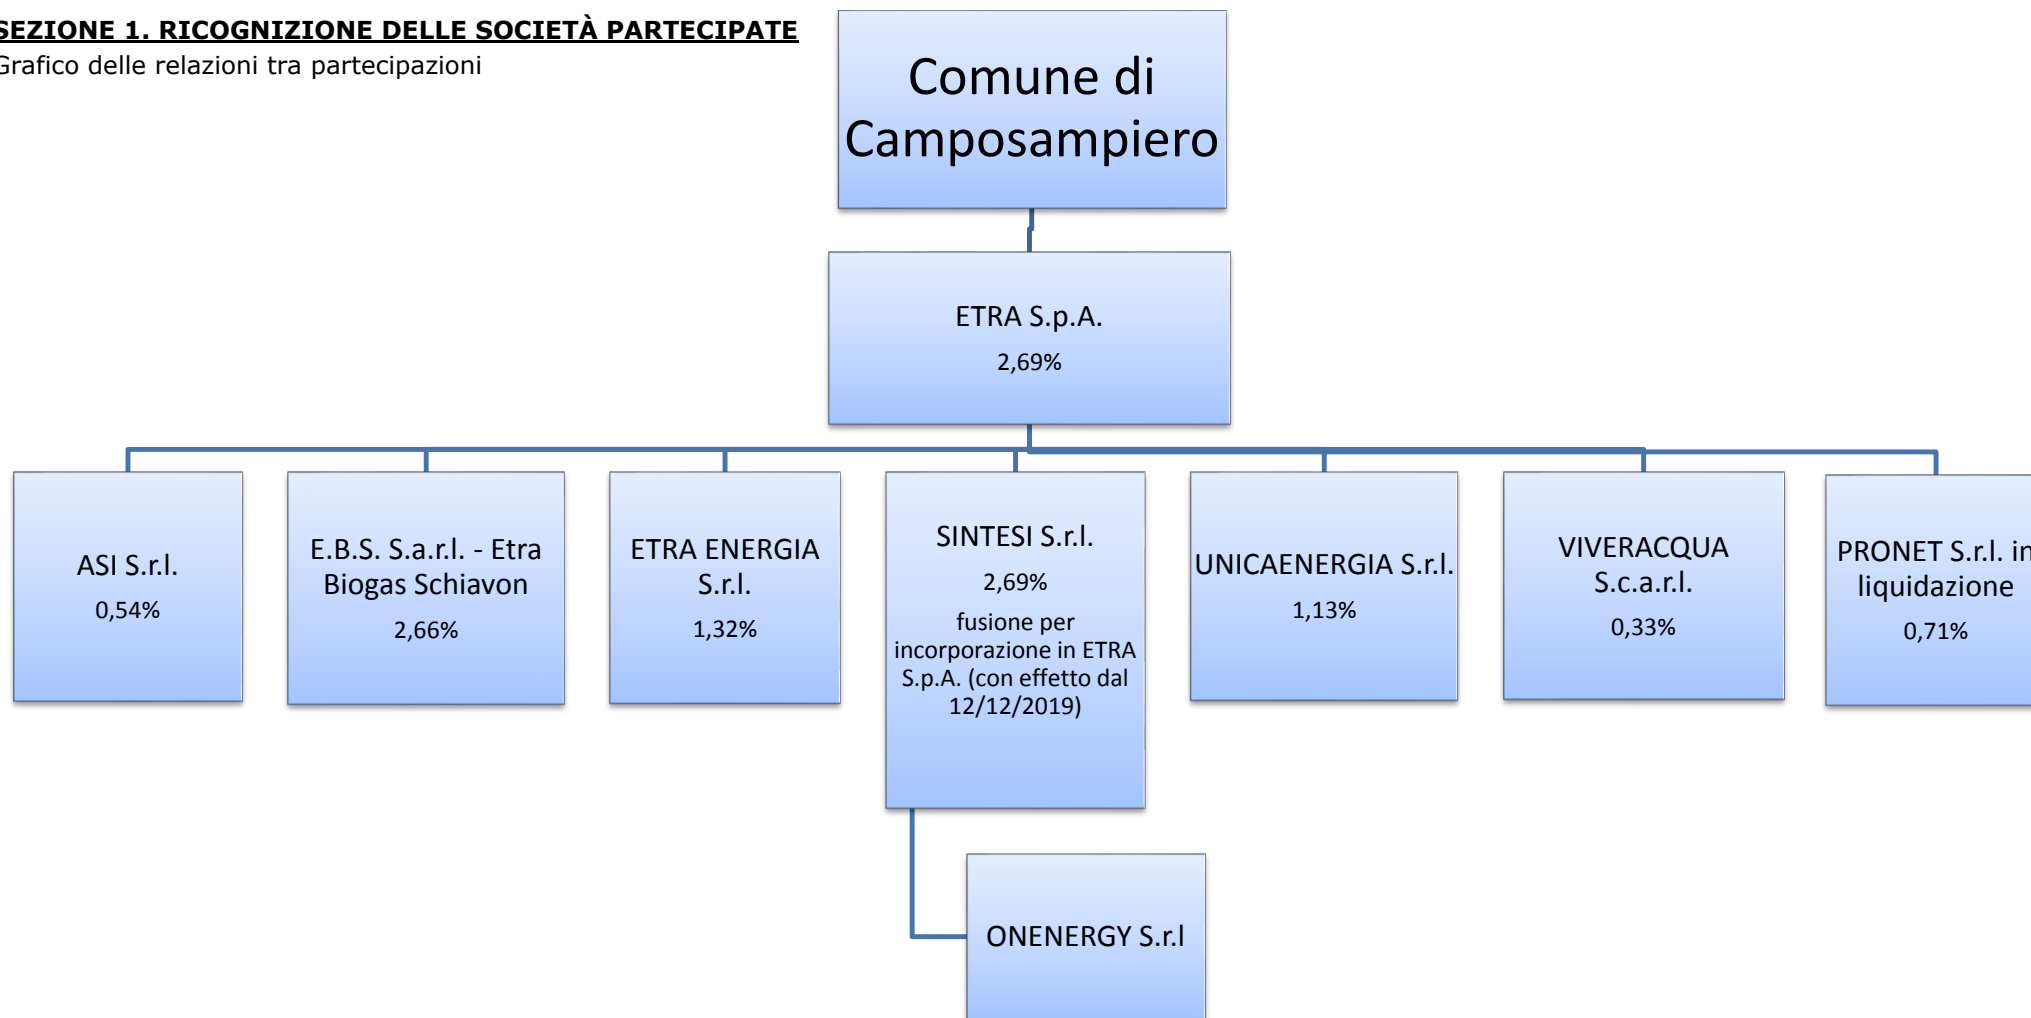 SEZIONE 1. RICOGNIZIONE DELLE SOCIETÀ PARTECIPATE
Grafico delle relazioni tra partecipazioni
Comune di
Camposampiero
ETRA S.p.A.
2,69%
ASI S.r.l.
0,54%
E.B.S. S.a.r.l. - Etra
Biogas Schiavon
2,66%
ETRA ENERGIA
S.r.l.
1,32%
SINTESI S.r.l.
2,69%
fusione per
incorporazione in ETRA
S.p.A. (con effetto dal
12/12/2019)
UNICAENERGIA S.r.l.
1,13%
VIVERACQUA
S.c.a.r.l.
0,33%
PRONET S.r.l. in
liquidazione
0,71%
ONENERGY S.r.l